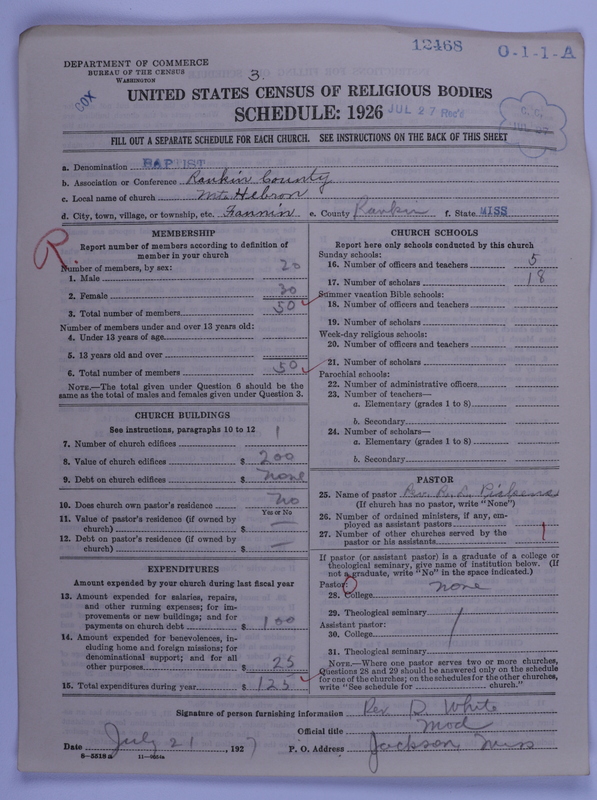 12468
O-1-1-A
DEPARTMENT OF COMMERCE
BUREAU OF THE CENSUS
WASHINGTON
3.
COX
UNITED STATES CENSUS OF RELIGIOUS BODIES
SCHEDULE: 1926
JUL 27 Rec'd
FILL OUT A SEPARATE SCHEDULE FOR EACH CHURCH. SEE INSTRUCTIONS ON THE BACK OF THIS SHEET
a. Denomination BAPTIST
b. Association or Conference Rankin County
c. Local name of church Mt. Hebron
d. City, town, village, or township, etc. Fannin e. County Rankin f. State MISS
R.
MEMBERSHIP
Report number of members according to definition of
member in your church
Number of members, by sex:
1. Male 20
2. Female 30
3. Total number of members 50
Number of members under and over 13 years old:
4. Under 13 years of age
5. 13 years old and over
6. Total number of members 50
NOTE.—The total given under Question 6 should be the
same as the total of males and females given under Question 3.
CHURCH BUILDINGS
See instructions, paragraphs 10 to 12
7. Number of church edifices 1
8. Value of church edifices $ 200
9. Debt on church edifices $ none
10. Does church own pastor's residence no
Yes or No
11. Value of pastor's residence (if owned by
church) $ —
12. Debt on pastor's residence (if owned by
church) $ —
EXPENDITURES
Amount expended by your church during last fiscal year
13. Amount expended for salaries, repairs,
and other running expenses; for im-
provements or new buildings; and for
payments on church debt $ 100
14. Amount expended for benevolences, in-
cluding home and foreign missions; for
denominational support; and for all
other purposes $ 25
15. Total expenditures during year $ 125
CHURCH SCHOOLS
Report here only schools conducted by this church
Sunday schools:
16. Number of officers and teachers 5
17. Number of scholars 18
Summer vacation Bible schools:
18. Number of officers and teachers
19. Number of scholars
Week-day religious schools:
20. Number of officers and teachers
21. Number of scholars
Parochial schools:
22. Number of administrative officers
23. Number of teachers—
a. Elementary (grades 1 to 8)
b. Secondary
24. Number of scholars—
a. Elementary (grades 1 to 8)
b. Secondary
PASTOR
25. Name of pastor Rev. R. L.
(If church has no pastor, write "None")
26. Number of ordained ministers, if any, em-
ployed as assistant pastors
27. Number of other churches served by the
pastor or his assistants 1
If pastor (or assistant pastor) is a graduate of a college or
theological seminary, give name of institution below. (If
not a graduate, write "No" in the space indicated.)
Pastor:
28. College none
29. Theological seminary
Assistant pastor:
30. College
31. Theological seminary
NOTE.—Where one pastor serves two or more churches,
Questions 28 and 29 should be answered only on the schedule
for one of the churches; on the schedules for the other churches,
write "See schedule for church."
Signature of person furnishing information Rev D. White
Official title Mod
Date July 21, 1927 P. O. Address Jackson, Miss
8-5518 a 11-9054a